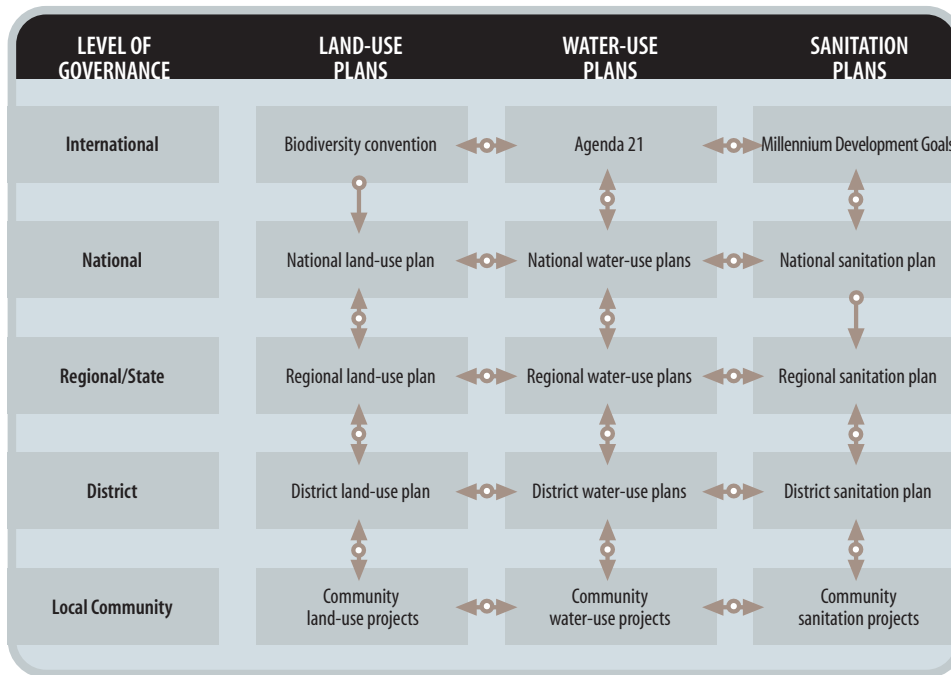 LEVEL OF
GOVERNANCE
LAND-USE
PLANS
WATER-USE
PLANS
SANITATION
PLANS
International
Biodiversity convention
Agenda 21
Millennium Development Goals
National
National land-use plan
National water-use plans
National sanitation plan
Regional/State
Regional land-use plan
Regional water-use plans
Regional sanitation plan
District
District land-use plan
District water-use plans
District sanitation plan
Local Community
Community
land-use projects
Community
water-use projects
Community
sanitation projects